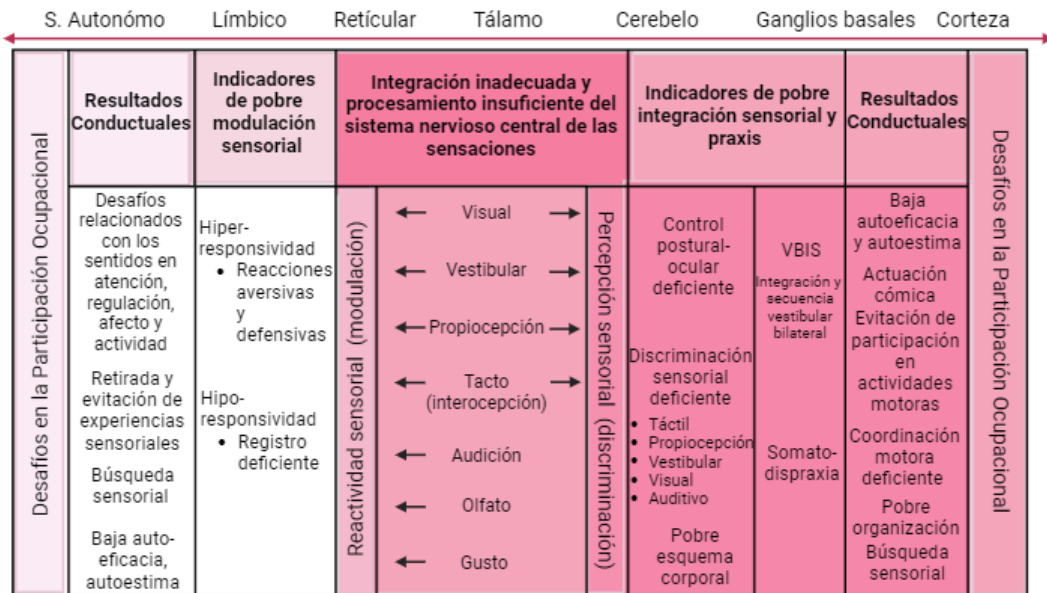 S. Autonómo Límbico Retícular Tálamo Cerebelo Ganglios basales Corteza
Desafíos en la Participación Ocupacional
Resultados
Conductuales
Indicadores
de pobre
modulación
sensorial
Integración inadecuada y
procesamiento insuficiente del
sistema nervioso central de las
sensaciones
Indicadores de pobre
integración sensorial y
praxis
Resultados
Conductuales
Desafíos
relacionados
con los
sentidos en
atención,
regulación,
afecto y
actividad
Retirada y
evitación de
experiencias
sensoriales
Búsqueda
sensorial
Baja auto-
eficacia,
autoestima
Hiper-
responsividad
• Reacciones
aversivas
y
defensivas
Hipo-
responsividad
• Registro
deficiente
Reactividad sensorial (modulación)
Visual
Vestibular
Propiocepción
Tacto
(interocepción)
Audición
Olfato
Gusto
Percepción sensorial (discriminación)
Control
postural-
ocular
deficiente
Discriminación
sensorial
deficiente
• Táctil
• Propiocepción
• Vestibular
• Visual
• Auditivo
Pobre
esquema
corporal
VBIS
Integración y
secuencia
vestibular
bilateral
Somato-
dispraxia
Baja
autoeficacia
y autoestima
Actuación
cómica
Evitación de
participación
en
actividades
motoras
Coordinación
motora
deficiente
Pobre
organización
Búsqueda
sensorial
Desafíos en la Participación Ocupacional